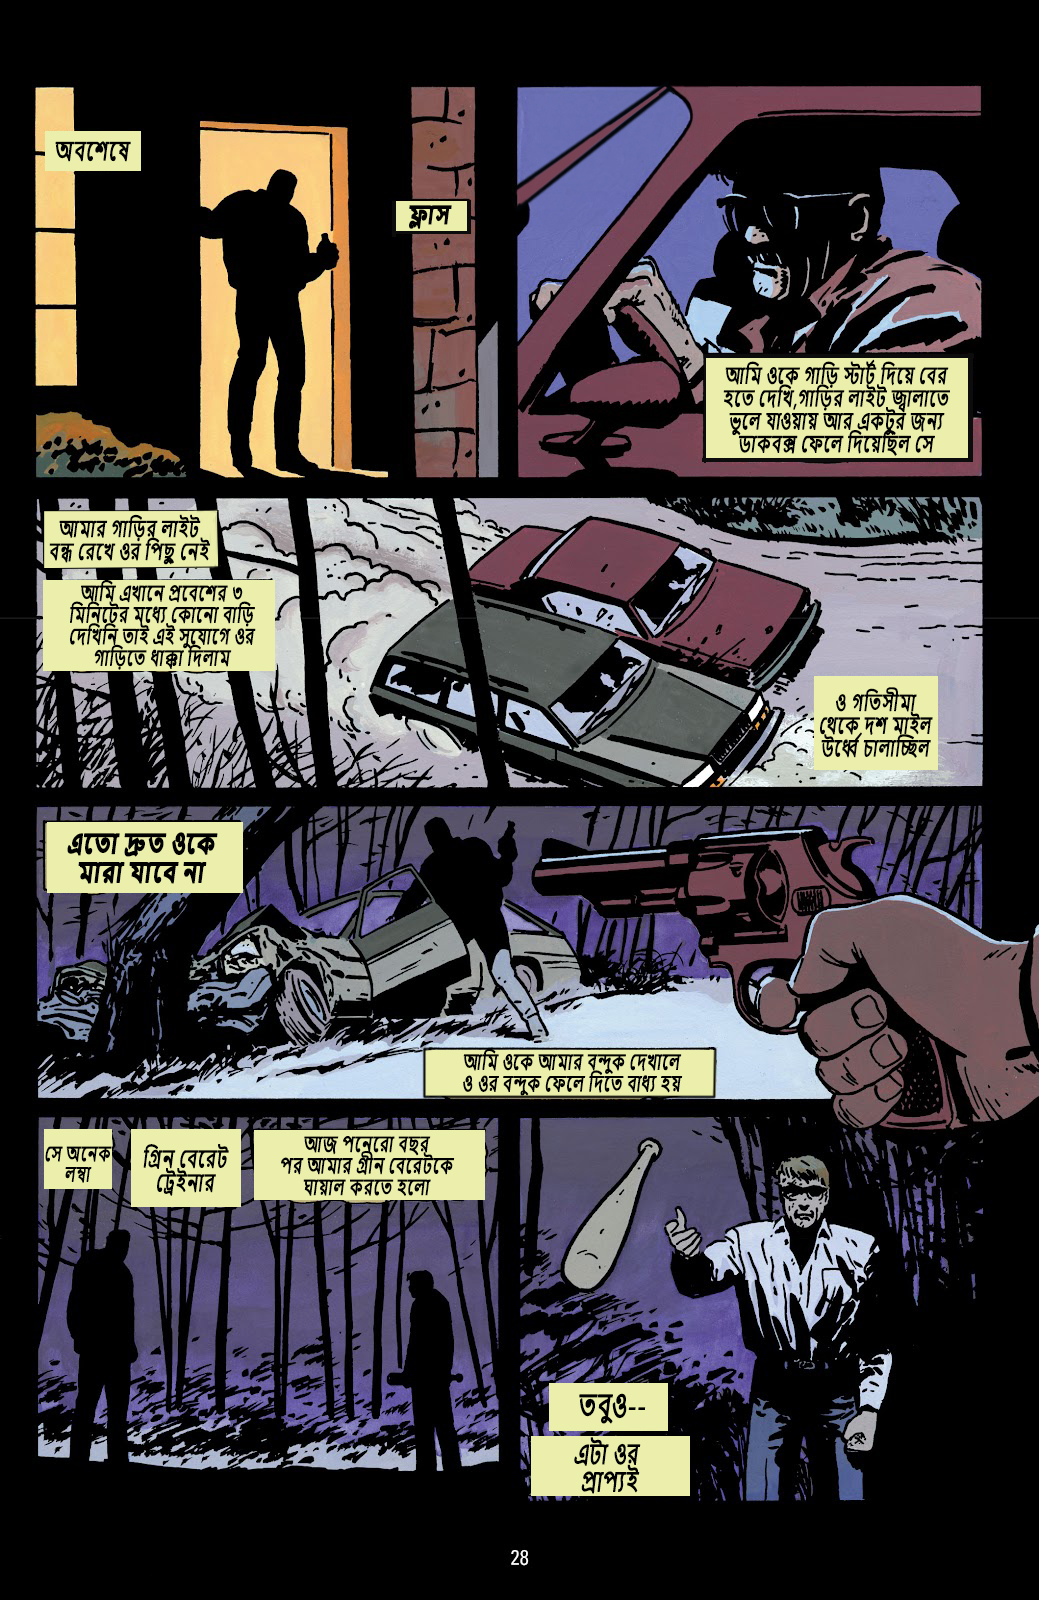 অবশেষে
ফ্লাস
আমি ওকে গাড়ি স্টার্ট দিয়ে বের
হতে দেখি,গাড়ির লাইট জ্বালাতে
ভুলে যাওয়ায় আর একটুর জন্য
ডাকবক্স ফেলে দিয়েছিল সে
আমার গাড়ির লাইট
বন্ধ রেখে ওর পিছু নেই
আমি এখানে প্রবেশের ৩
মিনিটের মধ্যে কোনো বাড়ি
দেখিনি তাই এই সুযোগে ওর
গাড়িতে ধাক্কা দিলাম
ও গতিসীমা
থেকে দশ মাইল
উর্ধ্বে চালাচ্ছিল
এতো দ্রুত ওকে
মারা যাবে না
আমি ওকে আমার বন্দুক দেখালে
ও ওর বন্দুক ফেলে দিতে বাধ্য হয়
সে অনেক
লম্বা
গ্রিন বেরেট
ট্রেইনার
আজ পনেরো বছর
পর আমার গ্রীন বেরেটকে
ঘায়াল করতে হলো
তবুও--
এটা ওর
প্রাপ্যই
28